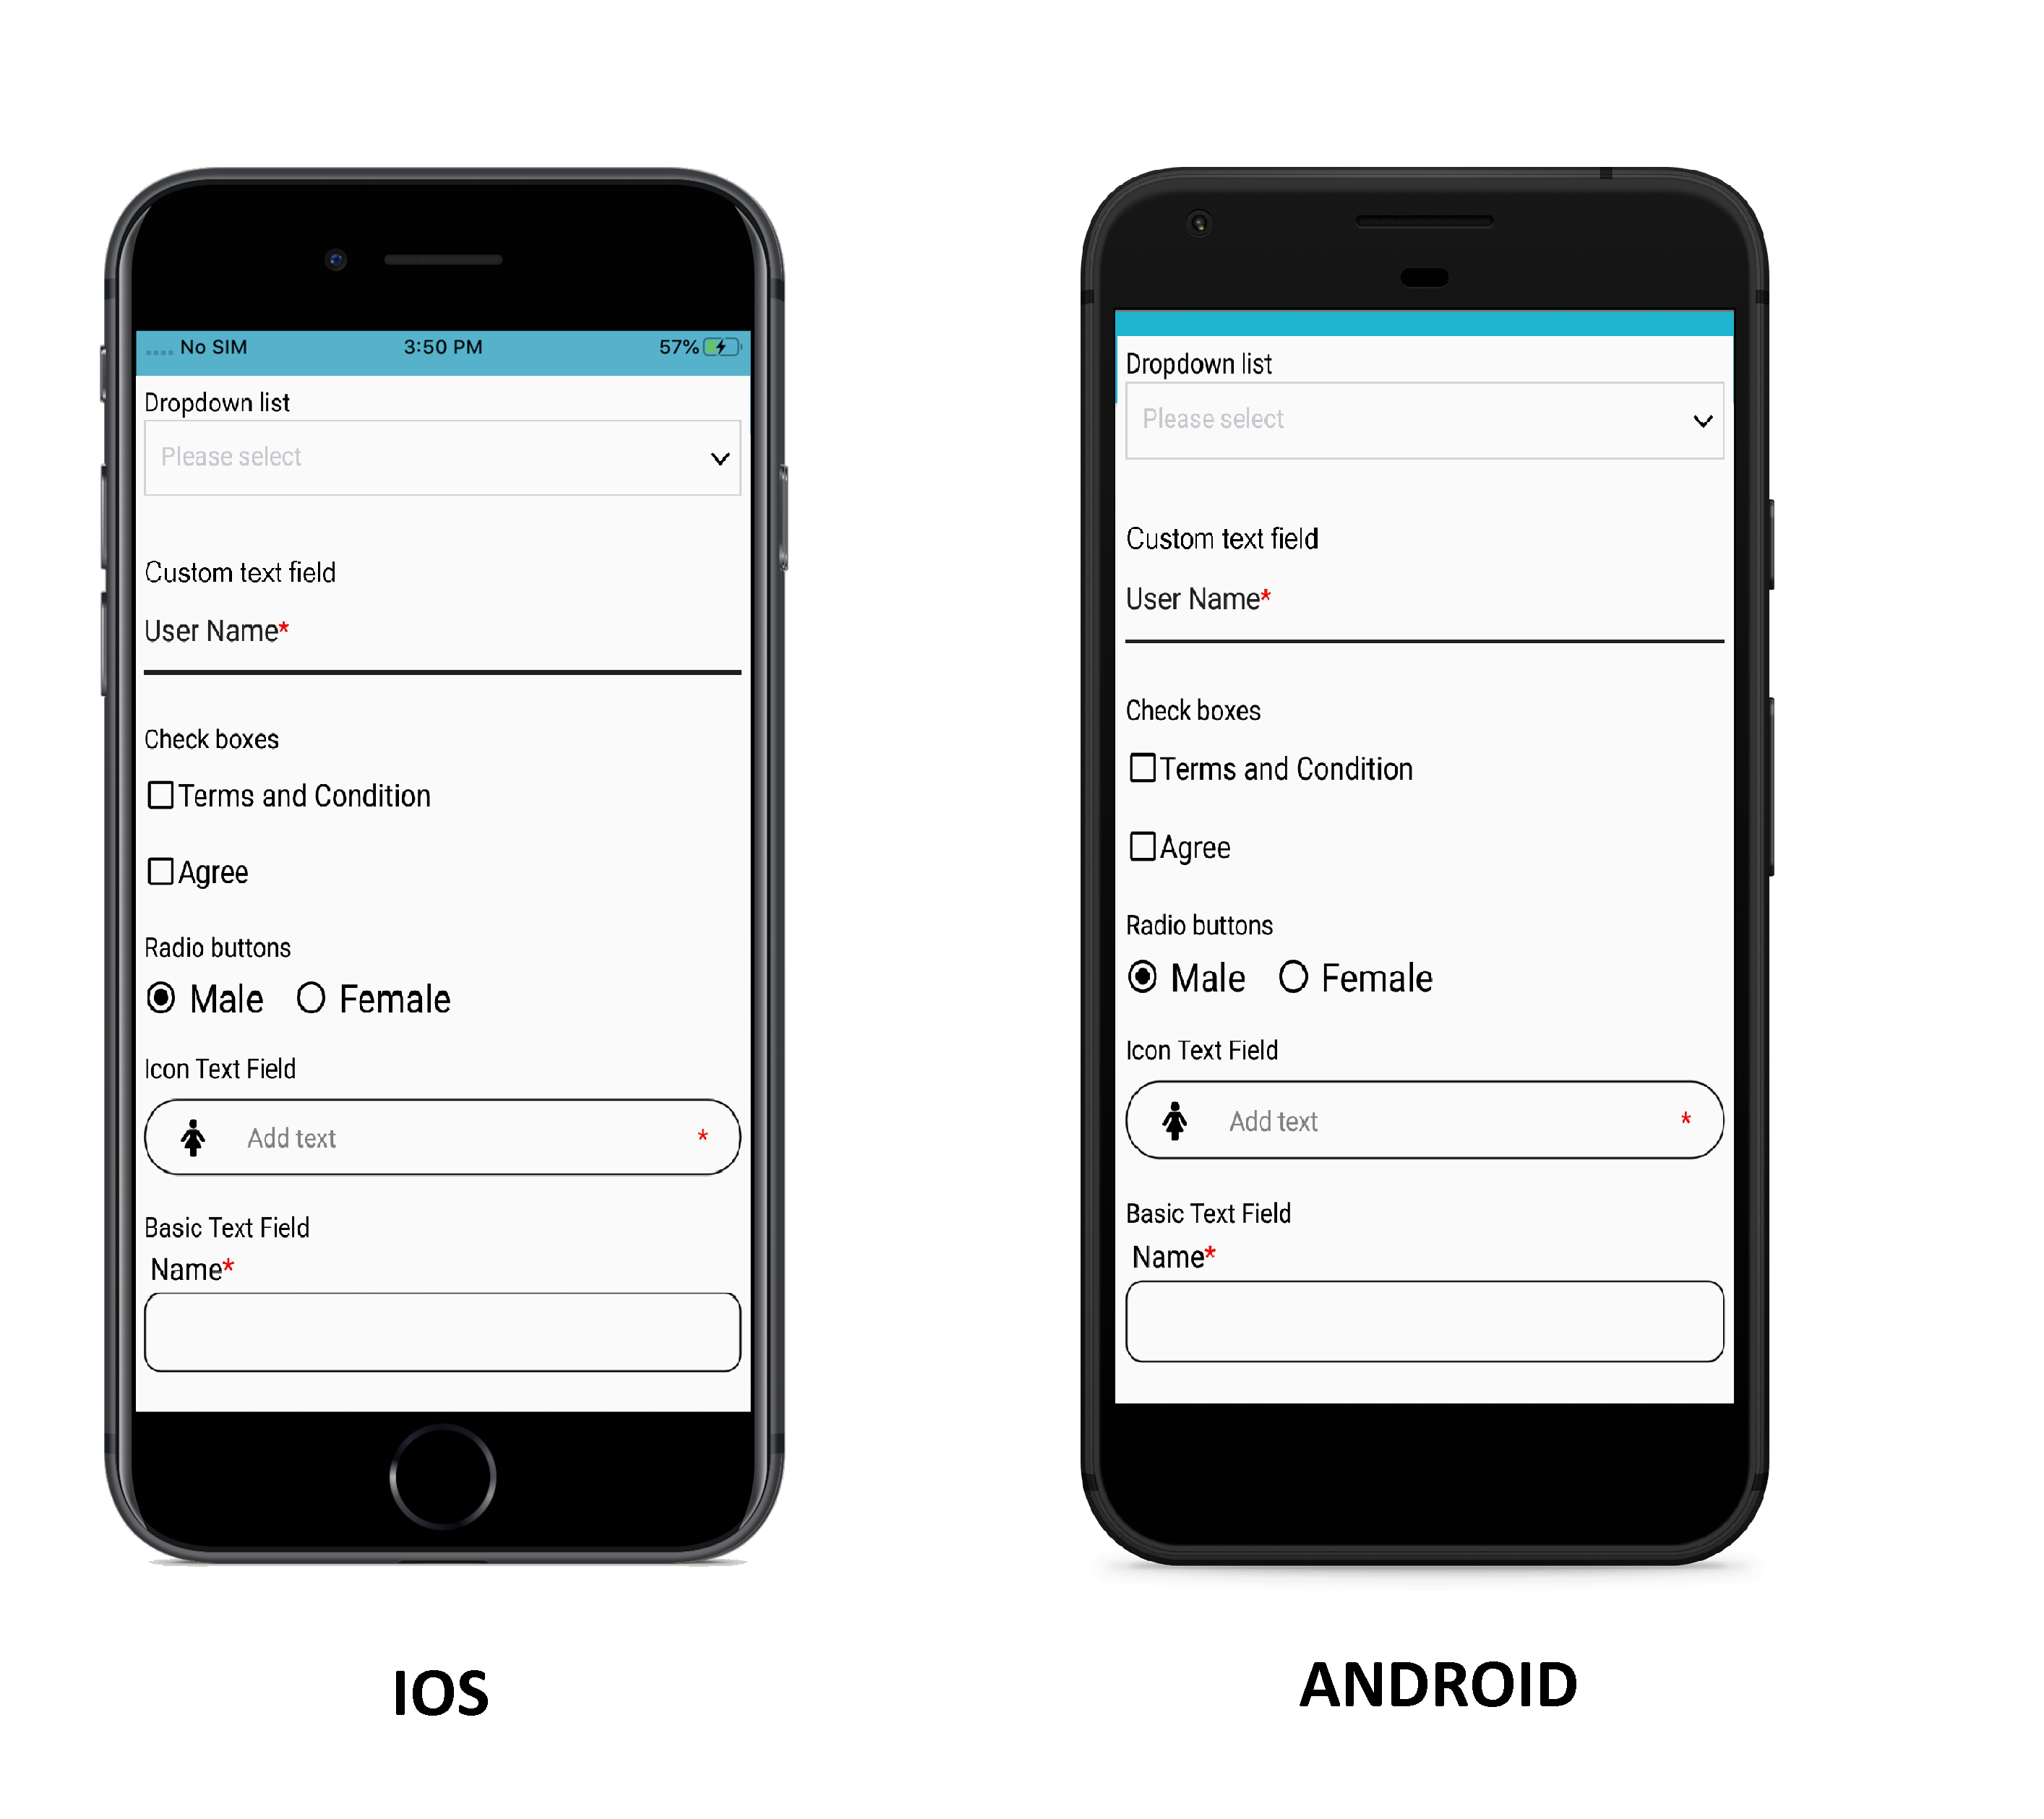 No SIM 3:50 PM 57%
Dropdown list
Please select
Custom text field
User Name*
Check boxes
Terms and Condition
Agree
Radio buttons
Male Female
Icon Text Field
Add text *
Basic Text Field
Name*
IOS
Dropdown list
Please select
Custom text field
User Name*
Check boxes
Terms and Condition
Agree
Radio buttons
Male Female
Icon Text Field
Add text *
Basic Text Field
Name*
ANDROID